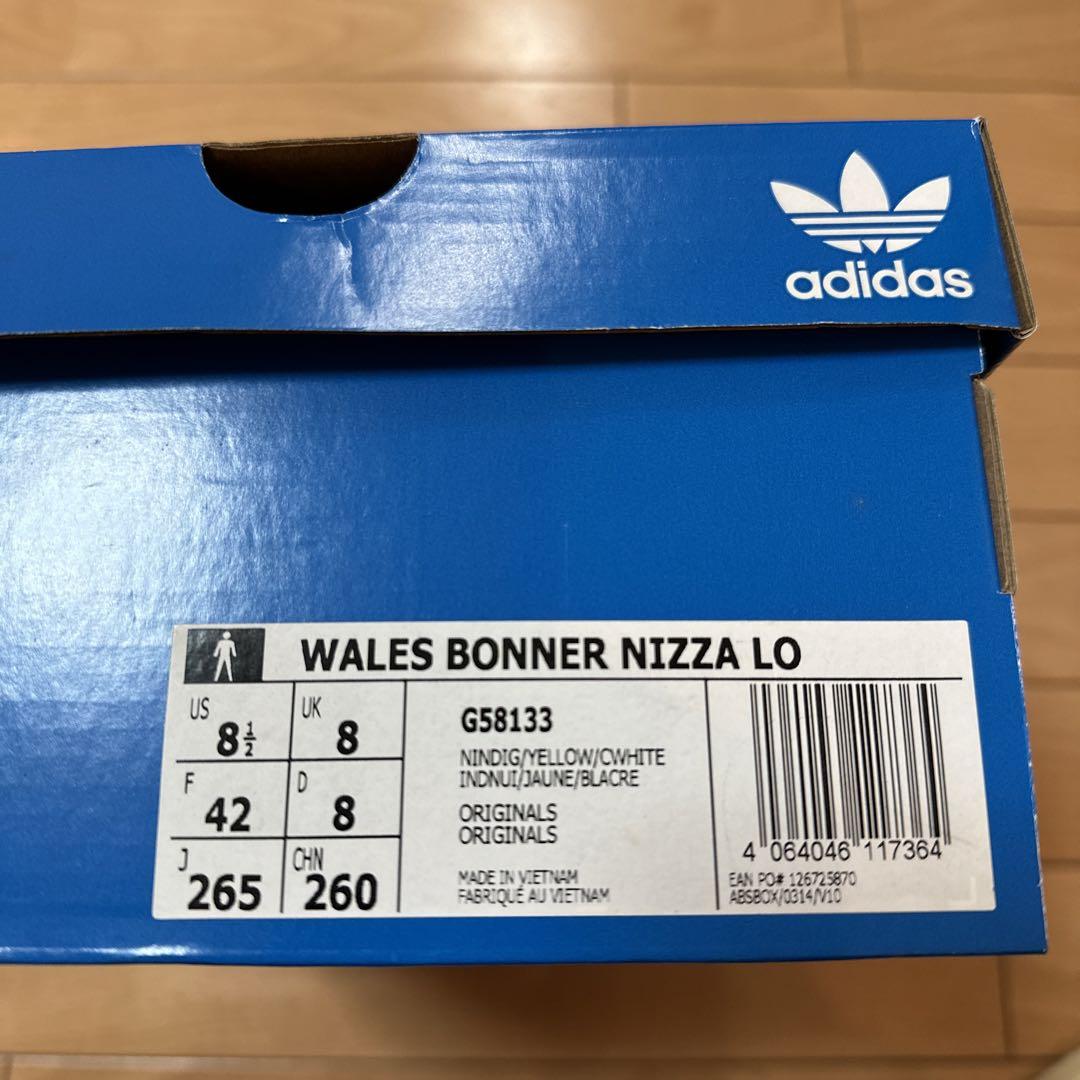 adidas
WALES BONNER NIZZA LO
US 8½
UK 8
F 42
D 8
J 265
CHN 260
G58133
NINDIG/YELLOW/CWHITE
INDNUI/JAUNE/BLACRE
ORIGINALS
ORIGINALS
MADE IN VIETNAM
FABRIQUÉ AU VIETNAM
4 064046 117364
EAN PO# 126725870
ABSBOX/0314/V10